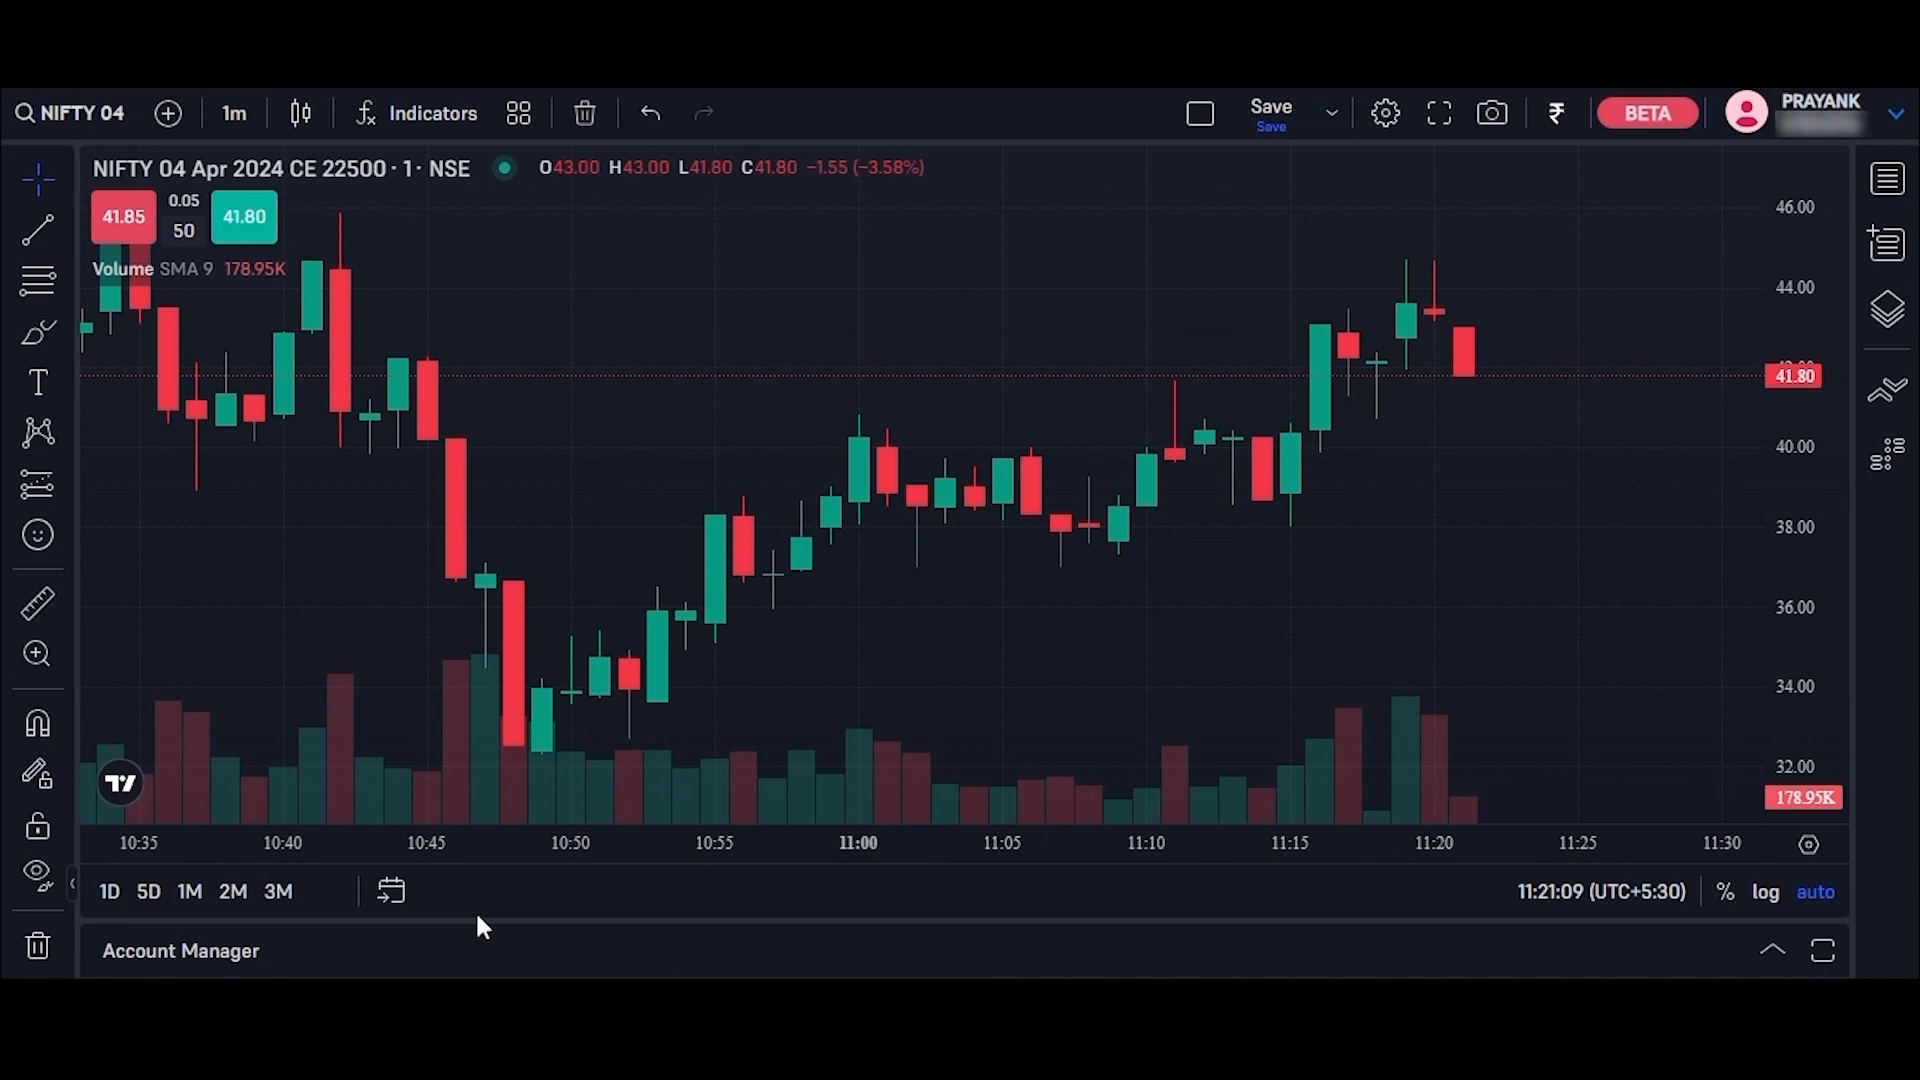 NIFTY 04
1m
Indicators
Save
Save
₹
BETA
PRAYANK
NIFTY 04 Apr 2024 CE 22500 · 1 · NSE
O43.00 H43.00 L41.80 C41.80 −1.55 (−3.58%)
41.85
0.05
50
41.80
Volume SMA 9 178.95K
46.00
44.00
41.80
40.00
38.00
36.00
34.00
32.00
178.95K
10:35 10:40 10:45 10:50 10:55 11:00 11:05 11:10 11:15 11:20 11:25 11:30
1D 5D 1M 2M 3M
11:21:09 (UTC+5:30) % log auto
Account Manager